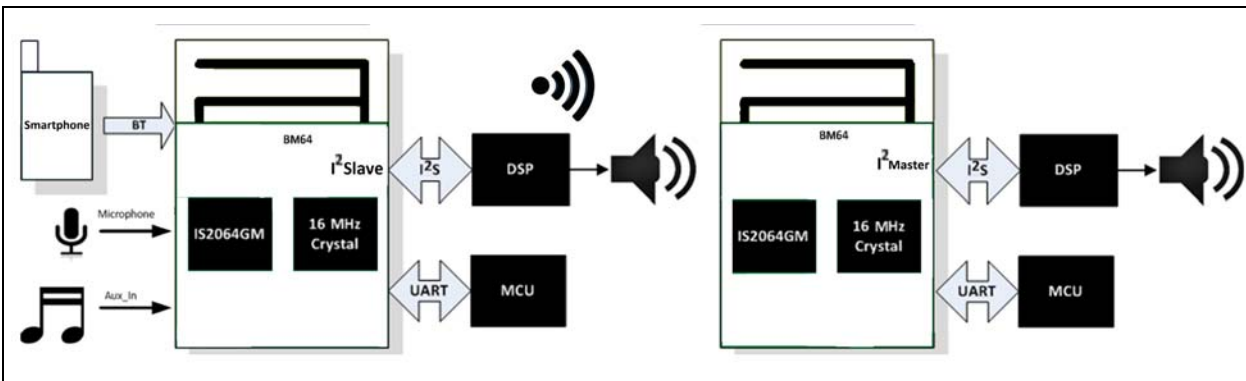 Smartphone
BT
Microphone
Aux_In
BM64
I²Slave
IS2064GM
16 MHz
Crystal
I²S
DSP
UART
MCU
BM64
I²Master
IS2064GM
16 MHz
Crystal
I²S
DSP
UART
MCU